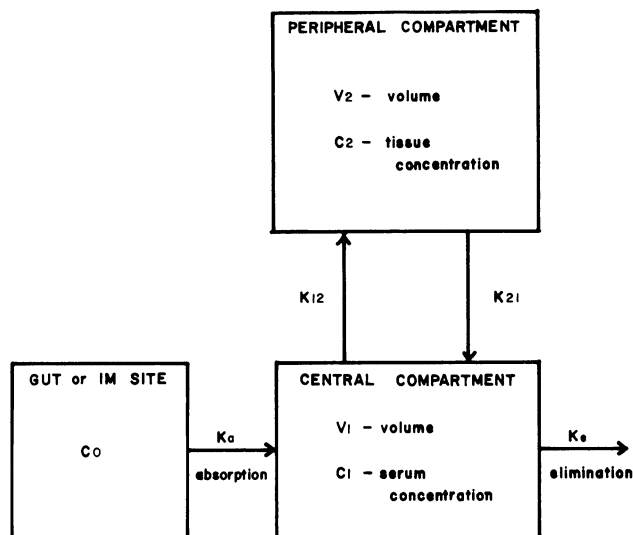 PERIPHERAL COMPARTMENT
V2 - volume
C2 - tissue
concentration
K12
K21
GUT or IM SITE
C0
Ka
absorption
CENTRAL COMPARTMENT
V1 - volume
C1 - serum
concentration
Ke
elimination